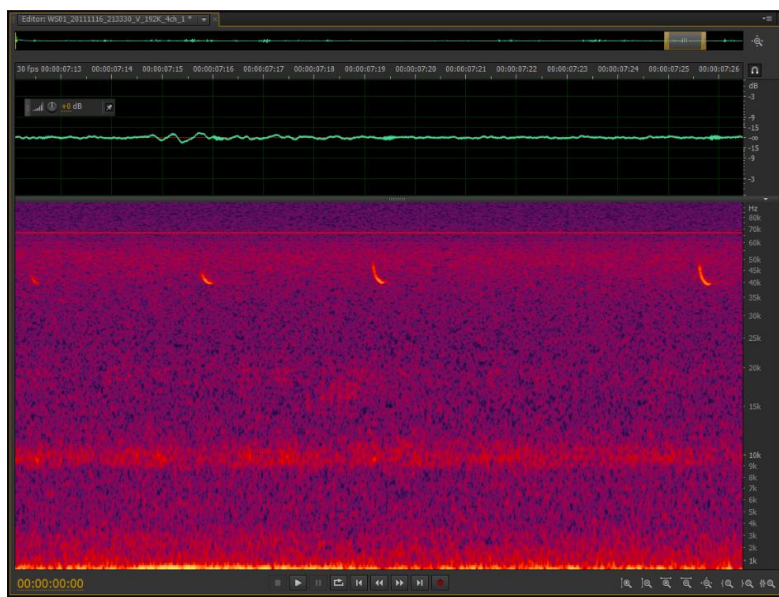 Editor: WS01_20111116_213330_V_192K_4ch_1 *
30 fps 00:00:07:13 00:00:07:14 00:00:07:15 00:00:07:16 00:00:07:17 00:00:07:18 00:00:07:19 00:00:07:20 00:00:07:21 00:00:07:22 00:00:07:23 00:00:07:24 00:00:07:25 00:00:07:26
dB
-3
+0 dB
-9
-15
-∞
-15
-9
-3
Hz
80k
70k
60k
50k
45k
40k
35k
30k
25k
20k
15k
10k
9k
8k
7k
6k
5k
4k
3k
2k
1k
00:00:00:00